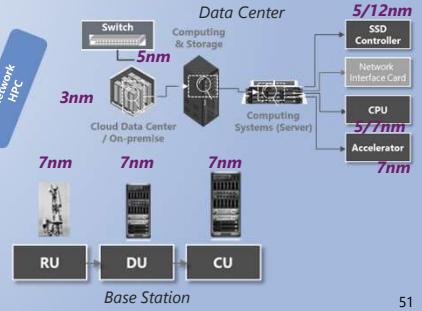 Data Center
5/12nm
Switch
Computing
& Storage
SSD
Controller
5nm
Network
Interface Card
HPC
3nm
CPU
Cloud Data Center
/ On-premise
Computing
Systems (Server)
5/7nm
Accelerator
7nm
7nm
7nm
7nm
RU
DU
CU
Base Station
51